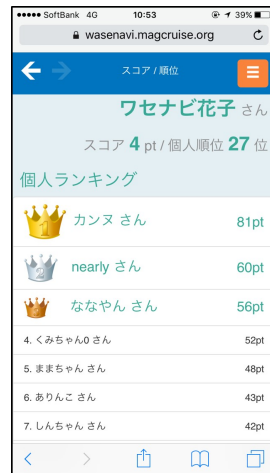 SoftBank 4G 10:53 39%
wasenavi.magcruise.org
スコア / 順位
ワセナビ花子 さん
スコア 4 pt / 個人順位 27 位
個人ランキング
1 カンヌ さん 81pt
2 nearly さん 60pt
3 ななやん さん 56pt
4. くみちゃん0 さん 52pt
5. ままちゃん さん 48pt
6. ありんこ さん 43pt
7. しんちゃん さん 42pt